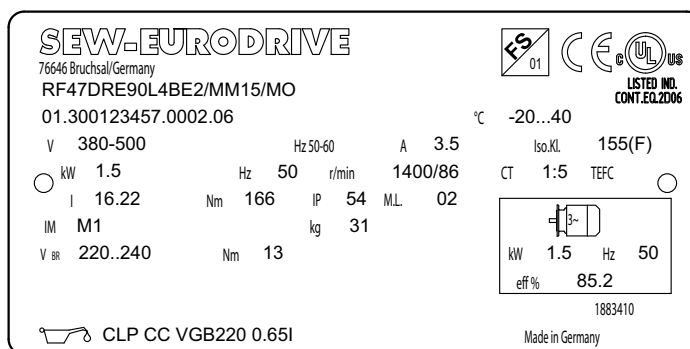 SEW-EURODRIVE
76646 Bruchsal/Germany
FS 01
CE
c UL US
LISTED IND.
CONT.EQ.2D06
RF47DRE90L4BE2/MM15/MO
01.300123457.0002.06 °C -20...40
V 380-500 Hz 50-60 A 3.5 Iso.Kl. 155(F)
kW 1.5 Hz 50 r/min 1400/86 CT 1:5 TEFC
I 16.22 Nm 166 IP 54 M.L. 02
IM M1 kg 31
3~
V BR 220..240 Nm 13
kW 1.5 Hz 50
eff % 85.2
1883410
CLP CC VGB220 0.65l
Made in Germany